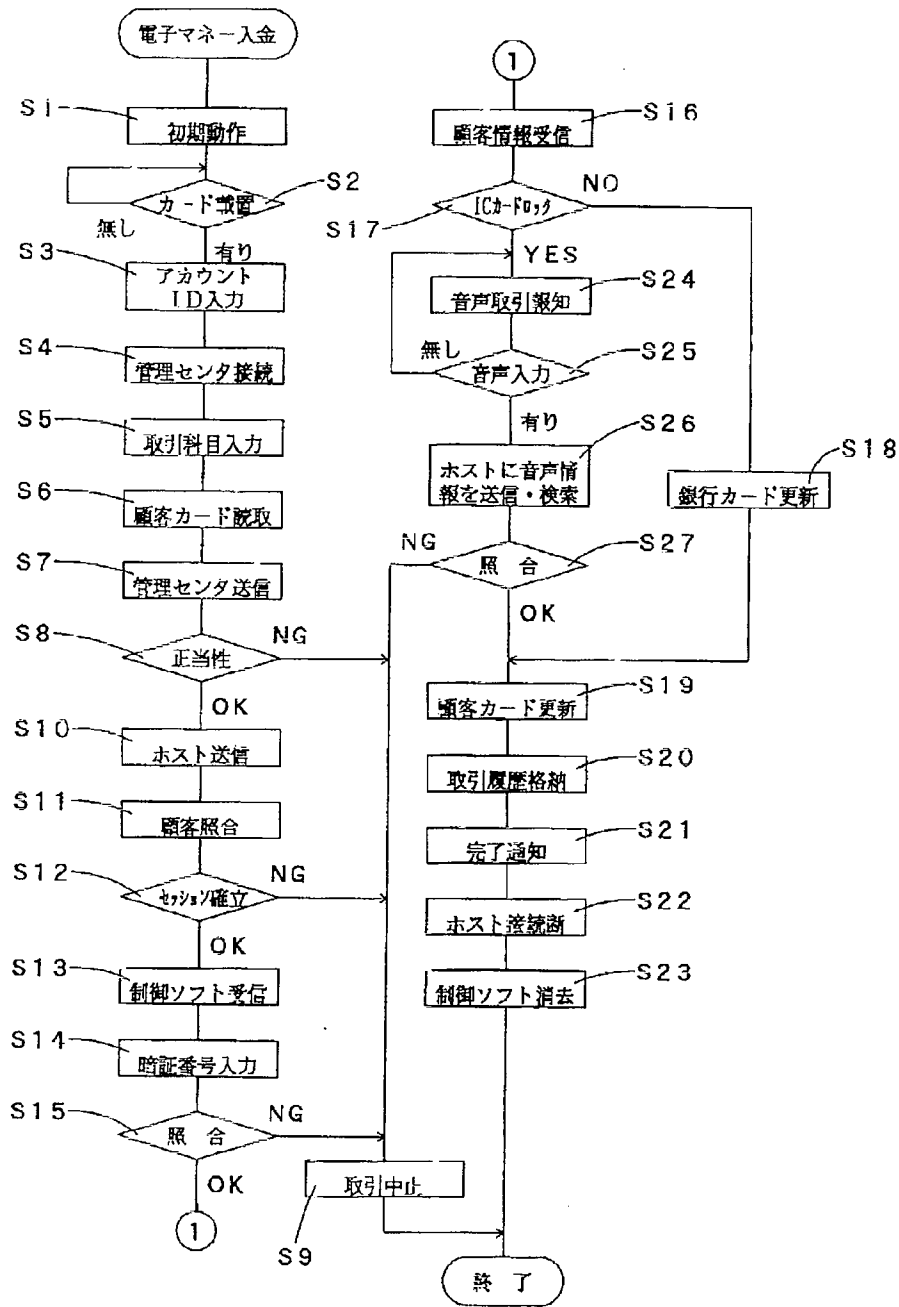 電子マネー入金
S1
初期動作
S2
カード載置
無し
有り
S3
アカウント
ID入力
S4
管理センタ接続
S5
取引科目入力
S6
顧客カード読取
S7
管理センタ送信
S8
正当性
NG
OK
S10
ホスト送信
S11
顧客照合
S12
セッション確立
NG
OK
S13
制御ソフト受信
S14
暗証番号入力
S15
照 合
NG
OK
1
1
S16
顧客情報受信
S17
ICカードロック
NO
YES
S24
音声取引報知
S25
音声入力
無し
有り
S26
ホストに音声情
報を送信・検索
S18
銀行カード更新
S27
照 合
NG
OK
S19
顧客カード更新
S20
取引履歴格納
S21
完了通知
S22
ホスト接続断
S23
制御ソフト消去
取引中止
S9
終 了